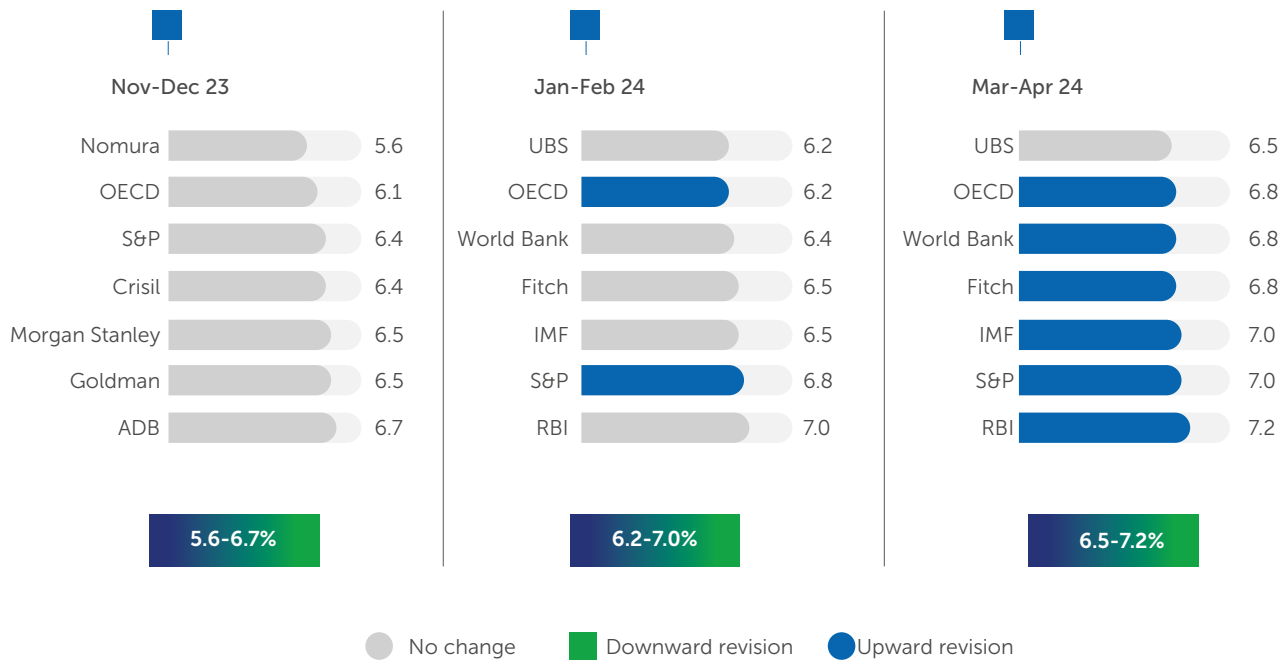 Nov-Dec 23
Nomura 5.6
OECD 6.1
S&P 6.4
Crisil 6.4
Morgan Stanley 6.5
Goldman 6.5
ADB 6.7
5.6-6.7%
Jan-Feb 24
UBS 6.2
OECD 6.2
World Bank 6.4
Fitch 6.5
IMF 6.5
S&P 6.8
RBI 7.0
6.2-7.0%
Mar-Apr 24
UBS 6.5
OECD 6.8
World Bank 6.8
Fitch 6.8
IMF 7.0
S&P 7.0
RBI 7.2
6.5-7.2%
No change Downward revision Upward revision